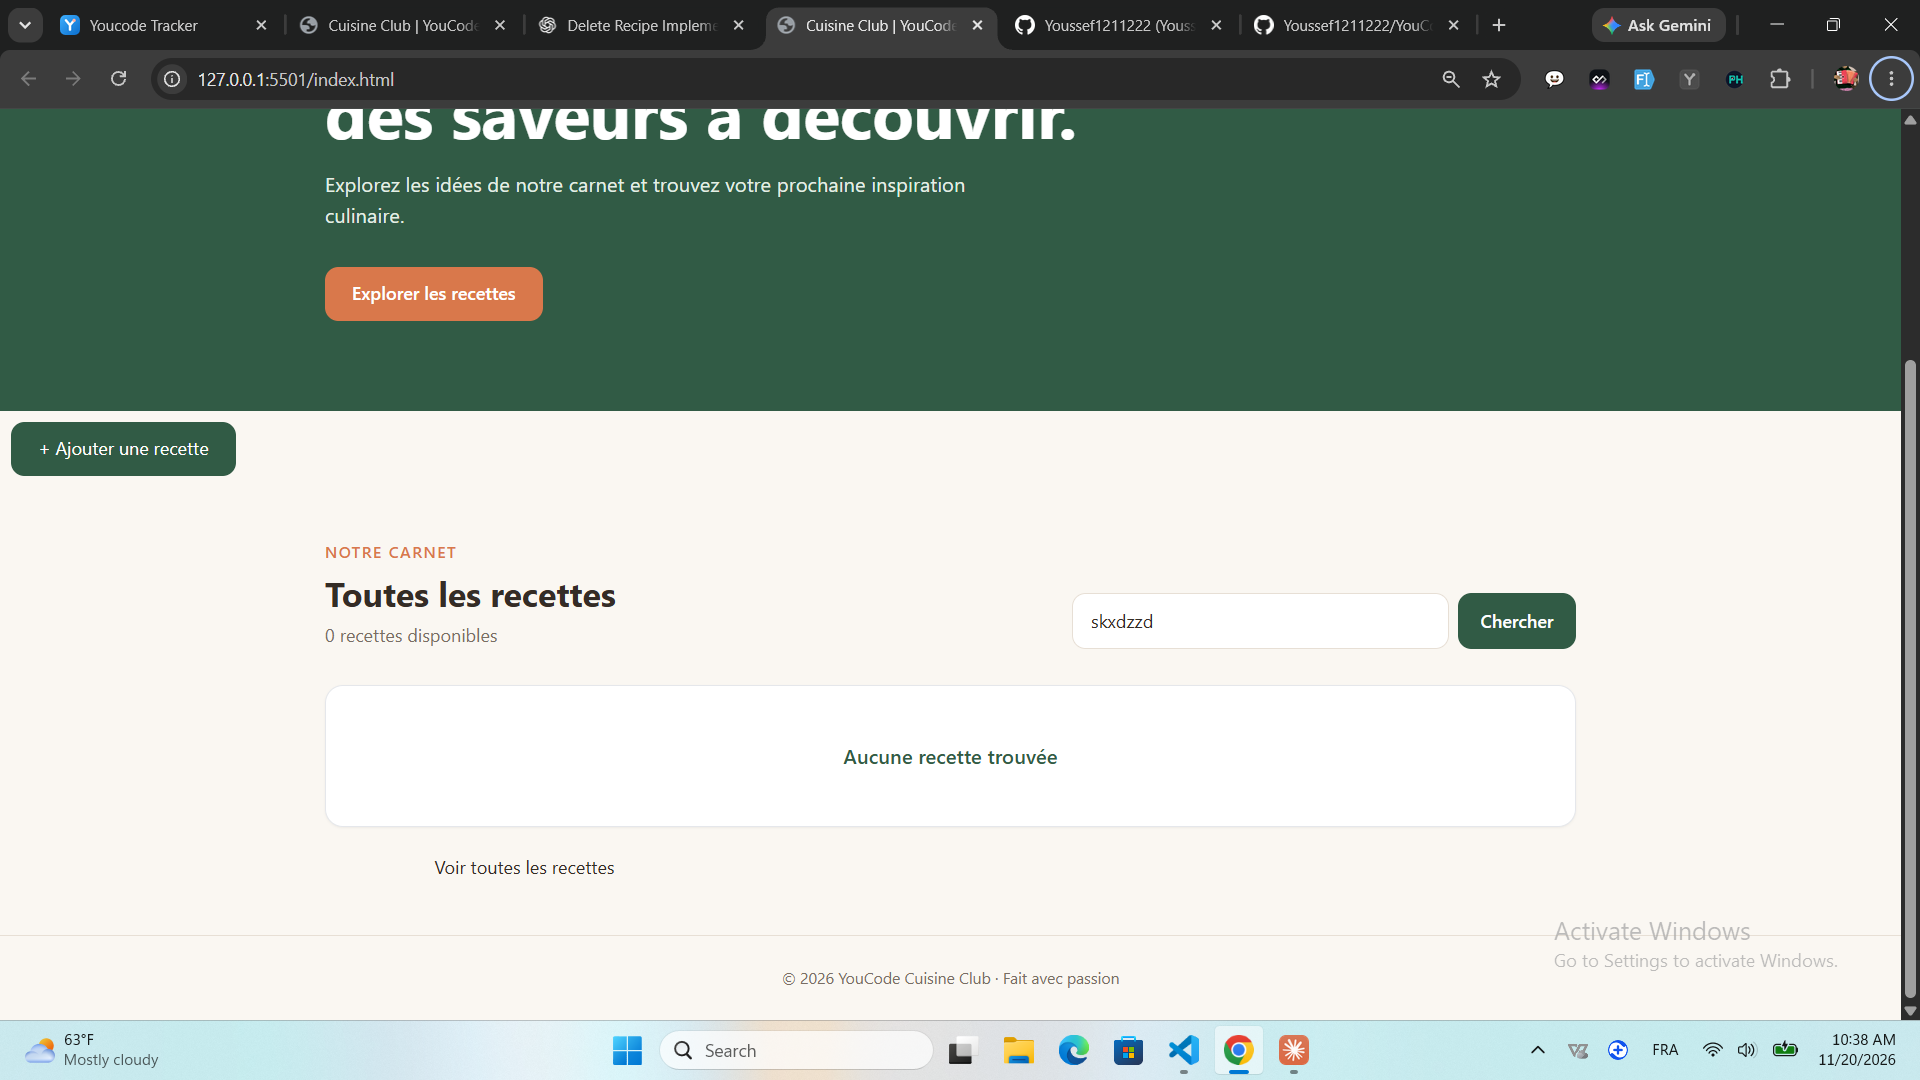 Youcode Tracker
Cuisine Club | YouCode
Delete Recipe Impleme
Cuisine Club | YouCode
Youssef1211222 (Youss
Youssef1211222/YouCo
Ask Gemini
127.0.0.1:5501/index.html
des saveurs à découvrir.
Explorez les idées de notre carnet et trouvez votre prochaine inspiration
culinaire.
Explorer les recettes
+ Ajouter une recette
NOTRE CARNET
Toutes les recettes
0 recettes disponibles
skxdzzd
Chercher
Aucune recette trouvée
Voir toutes les recettes
© 2026 YouCode Cuisine Club · Fait avec passion
Activate Windows
Go to Settings to activate Windows.
63°F
Mostly cloudy
Search
FRA
10:38 AM
11/20/2026